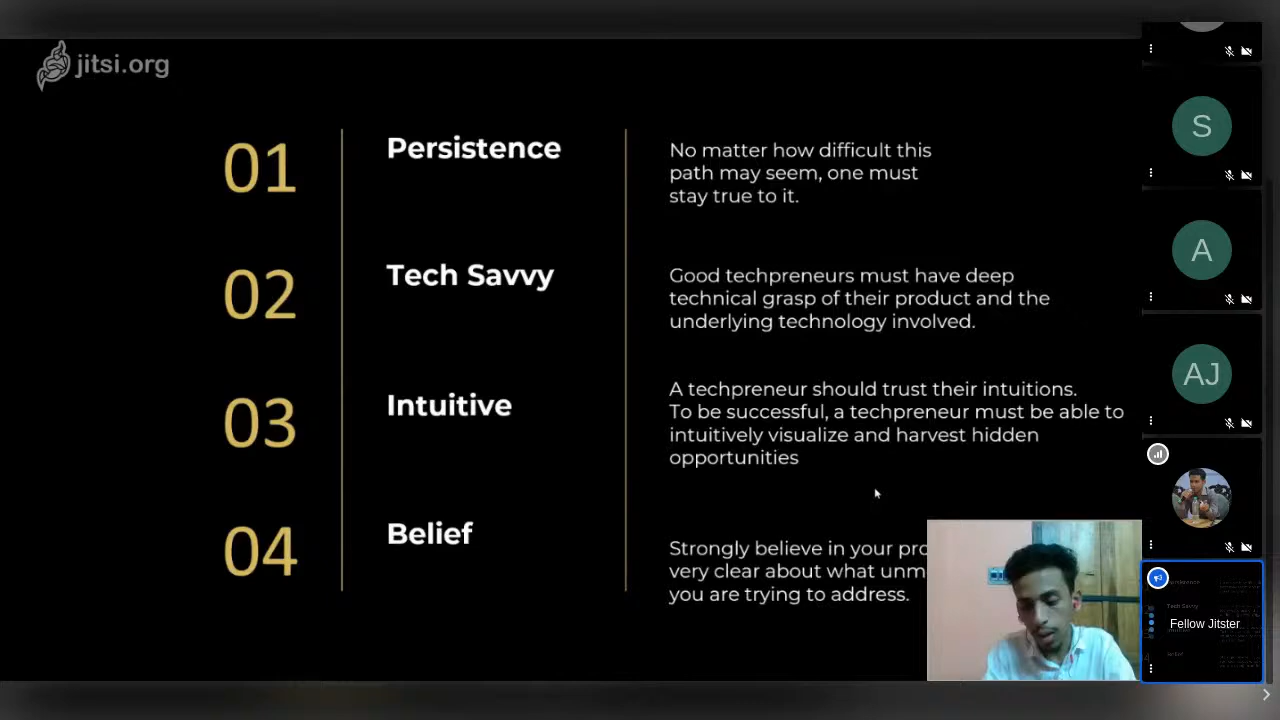 jitsi.org
01
Persistence
No matter how difficult this
path may seem, one must
stay true to it.
02
Tech Savvy
Good techpreneurs must have deep
technical grasp of their product and the
underlying technology involved.
03
Intuitive
A techpreneur should trust their intuitions.
To be successful, a techpreneur must be able to
intuitively visualize and harvest hidden
opportunities
04
Belief
Strongly believe in your
very clear about what
you are trying to address.
S
A
AJ
Tech Savvy
Fellow Jitster